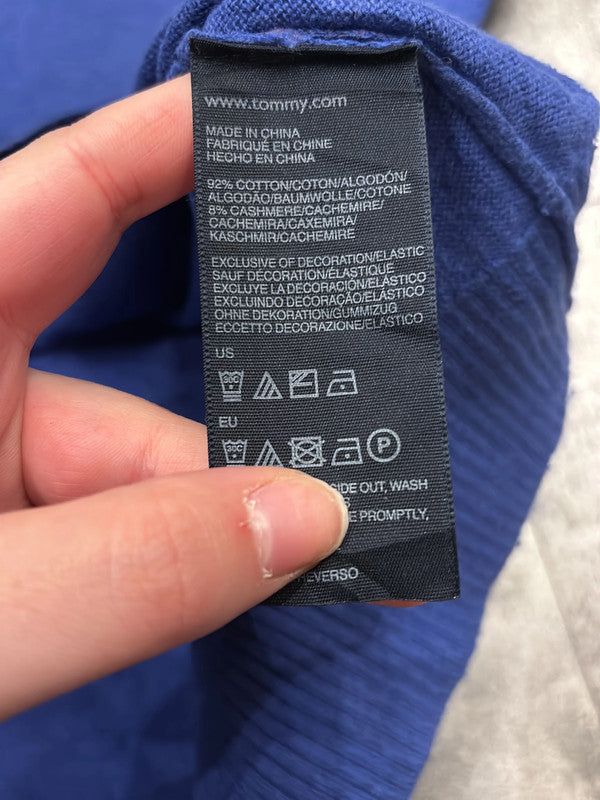 www.tommy.com
MADE IN CHINA
FABRIQUÉ EN CHINE
HECHO EN CHINA
92% COTTON/COTON/ALGODÓN/
ALGODÃO/BAUMWOLLE/COTONE
8% CASHMERE/CACHEMIRE/
CACHEMIRA/CAXEMIRA/
KASCHMIR/CACHEMIRE
EXCLUSIVE OF DECORATION/ELASTIC
SAUF DÉCORATION/ÉLASTIQUE
EXCLUYE LA DECORACIÓN/ELÁSTICO
EXCLUINDO DECORAÇÃO/ELÁSTICO
OHNE DEKORATION/GUMMIZUG
ECCETTO DECORAZIONE/ELASTICO
US
30C
EU
30C P
OUT, WASH
PROMPTLY,
REVERSO